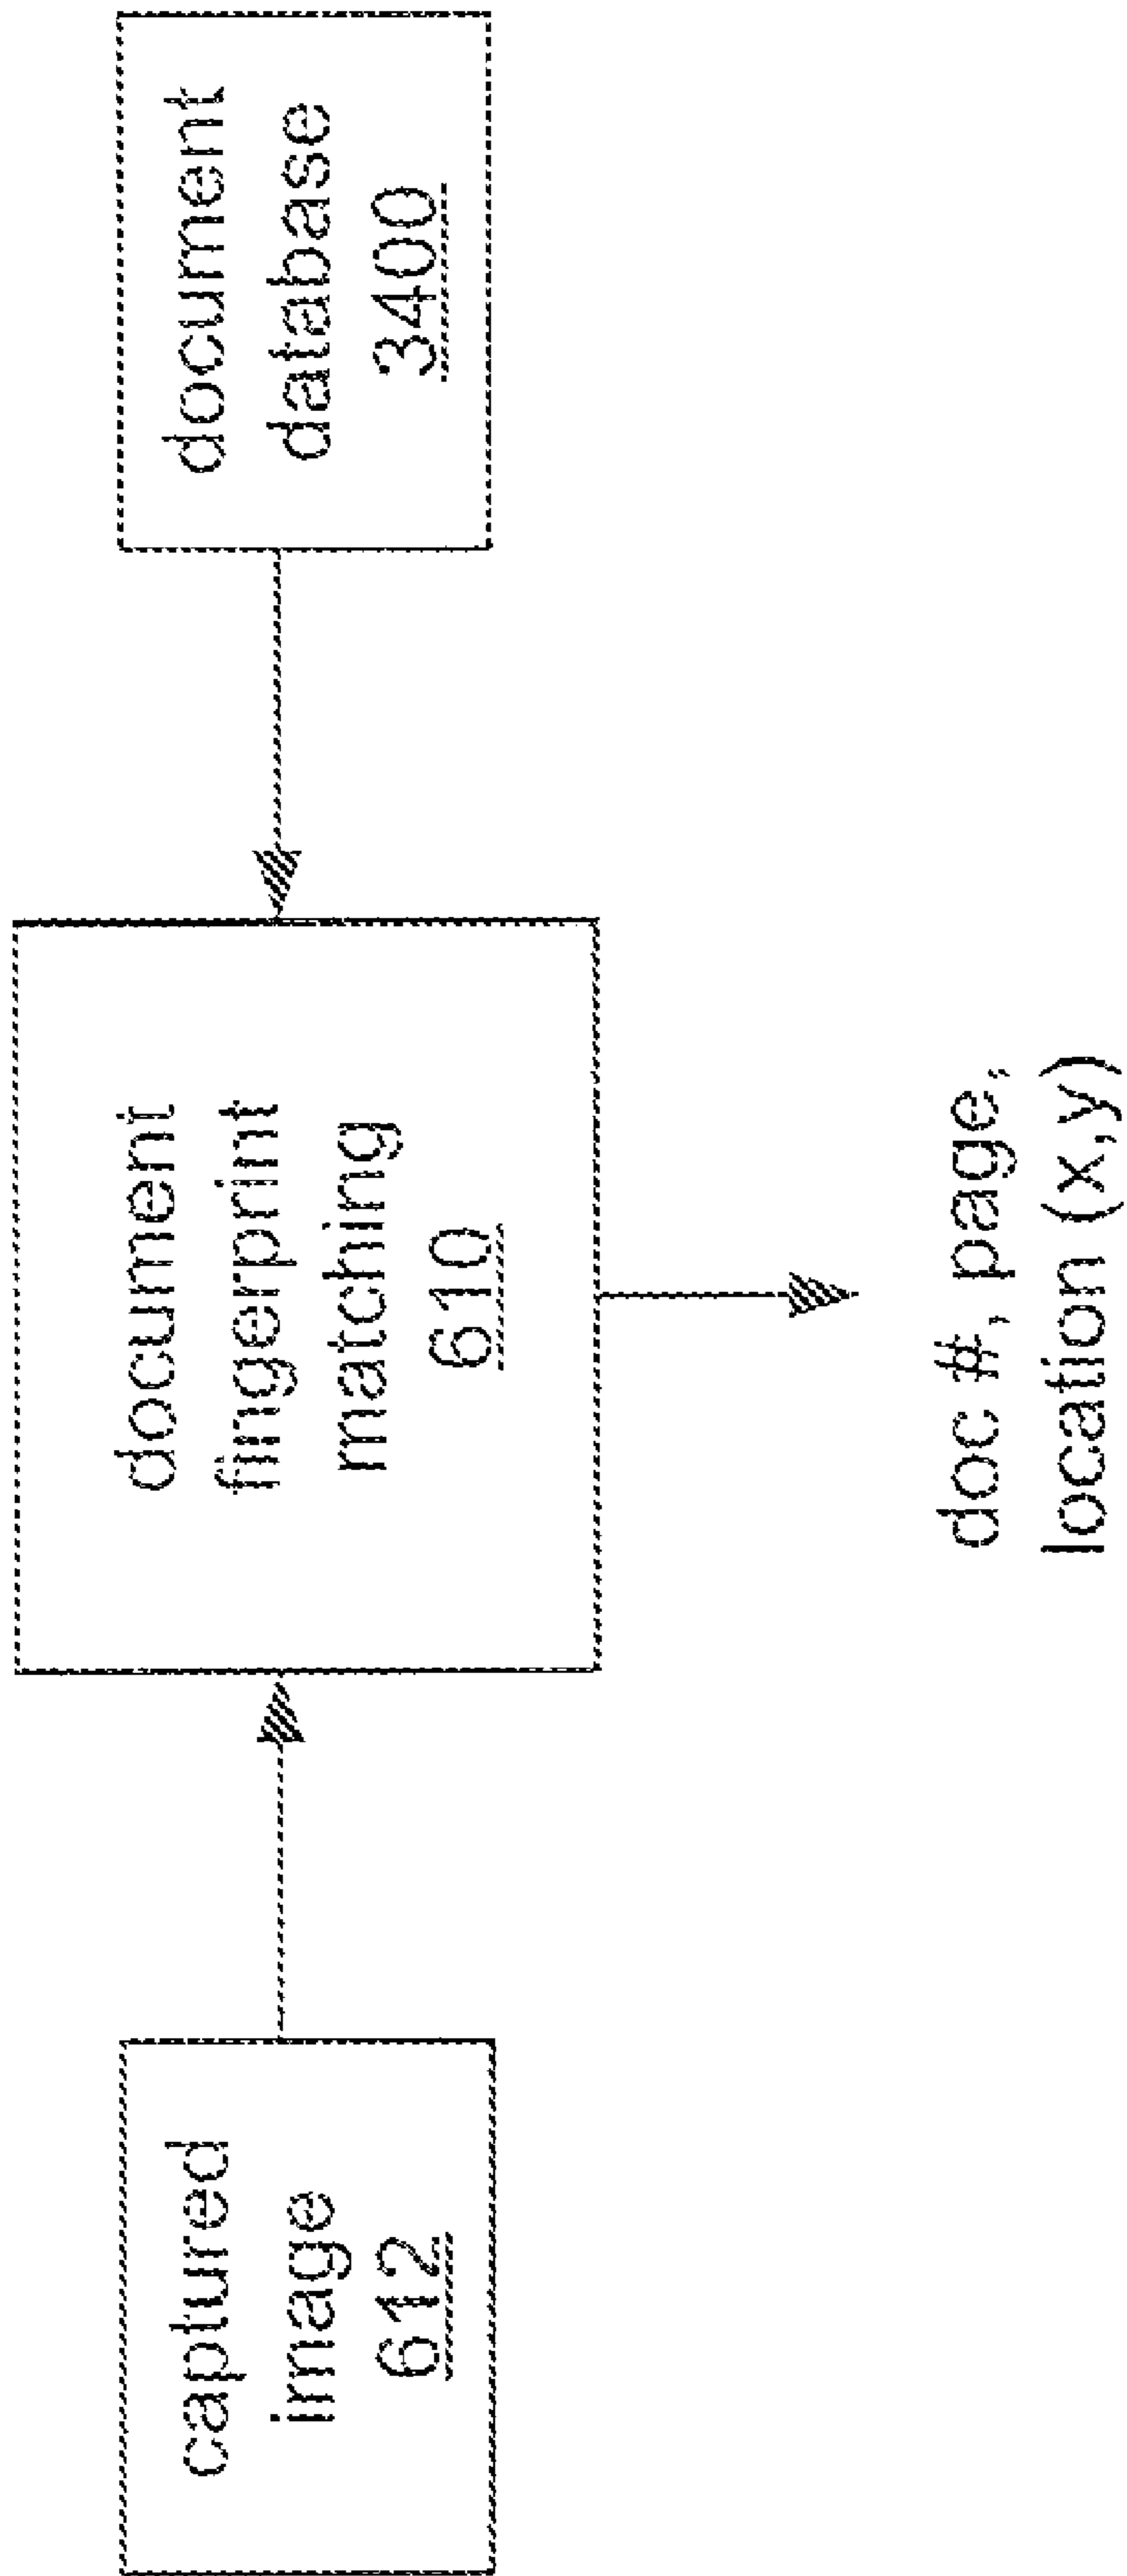 captured
image
612
document
fingerprint
matching
610
document
database
3400
doc #, page,
location (x,y)